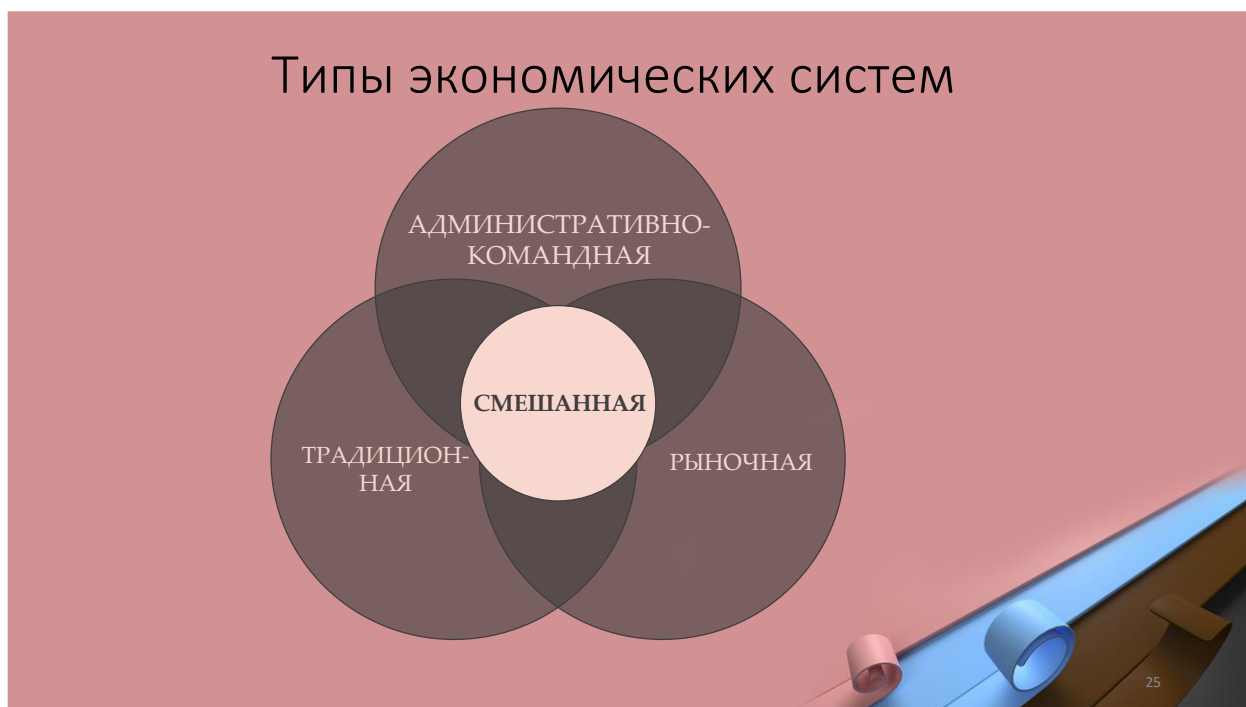 Типы экономических систем
АДМИНИСТРАТИВНО-
КОМАНДНАЯ
СМЕШАННАЯ
ТРАДИЦИОН-
НАЯ
РЫНОЧНАЯ
25